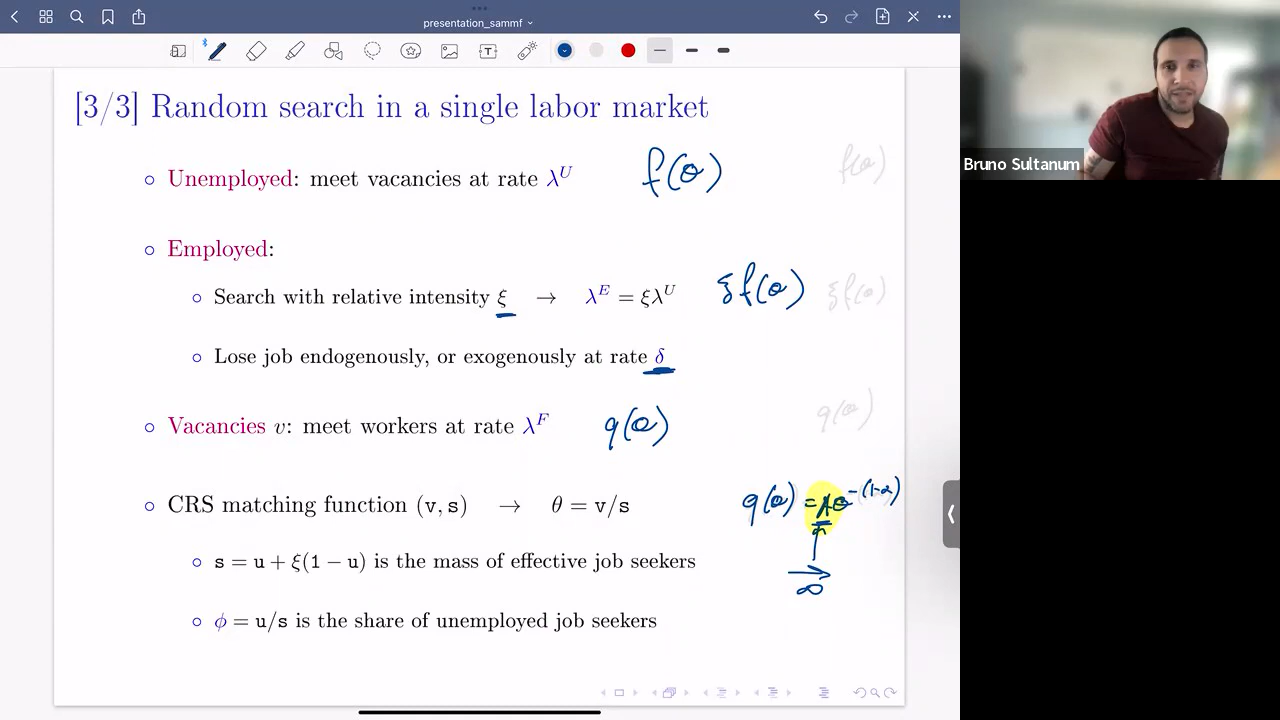 presentation_sammf
[3/3] Random search in a single labor market
Unemployed: meet vacancies at rate λ^U f(θ) f(θ)
Employed:
Search with relative intensity ξ → λ^E = ξλ^U ξf(θ) ξf(θ)
Lose job endogenously, or exogenously at rate δ
Vacancies v: meet workers at rate λ^F q(θ) q(θ)
CRS matching function (v, s) → θ = v/s q(θ) = Aθ^-(1-α)
s = u + ξ(1 − u) is the mass of effective job seekers
→ ∞
ϕ = u/s is the share of unemployed job seekers
Bruno Sultanum